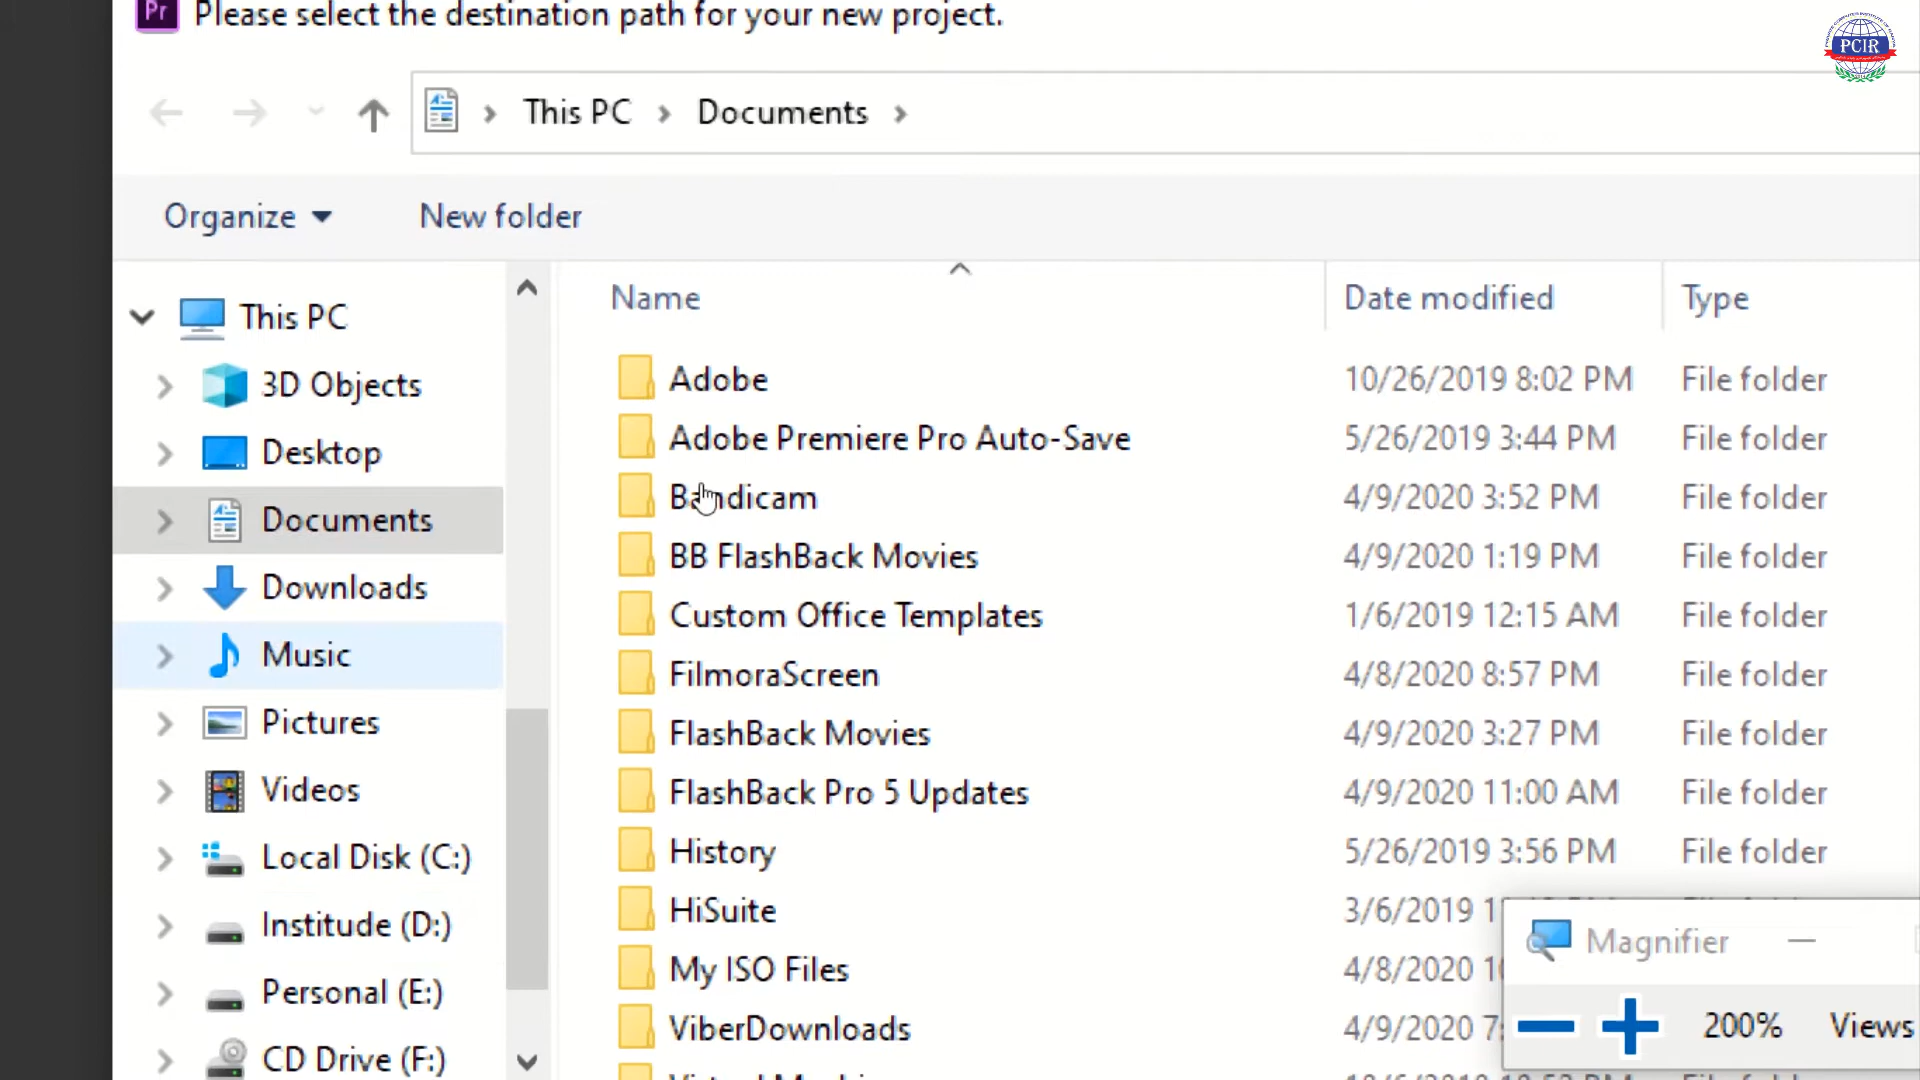 Pr Please select the destination path for your new project.
PCIR
This PC Documents
Organize New folder
Name Date modified Type
This PC
3D Objects
Desktop
Documents
Downloads
Music
Pictures
Videos
Local Disk (C:)
Institude (D:)
Personal (E:)
CD Drive (F:)
Adobe 10/26/2019 8:02 PM File folder
Adobe Premiere Pro Auto-Save 5/26/2019 3:44 PM File folder
Bandicam 4/9/2020 3:52 PM File folder
BB FlashBack Movies 4/9/2020 1:19 PM File folder
Custom Office Templates 1/6/2019 12:15 AM File folder
FilmoraScreen 4/8/2020 8:57 PM File folder
FlashBack Movies 4/9/2020 3:27 PM File folder
FlashBack Pro 5 Updates 4/9/2020 11:00 AM File folder
History 5/26/2019 3:56 PM File folder
HiSuite 3/6/2019
My ISO Files 4/8/2020
ViberDownloads 4/9/2020
Magnifier
200% Views